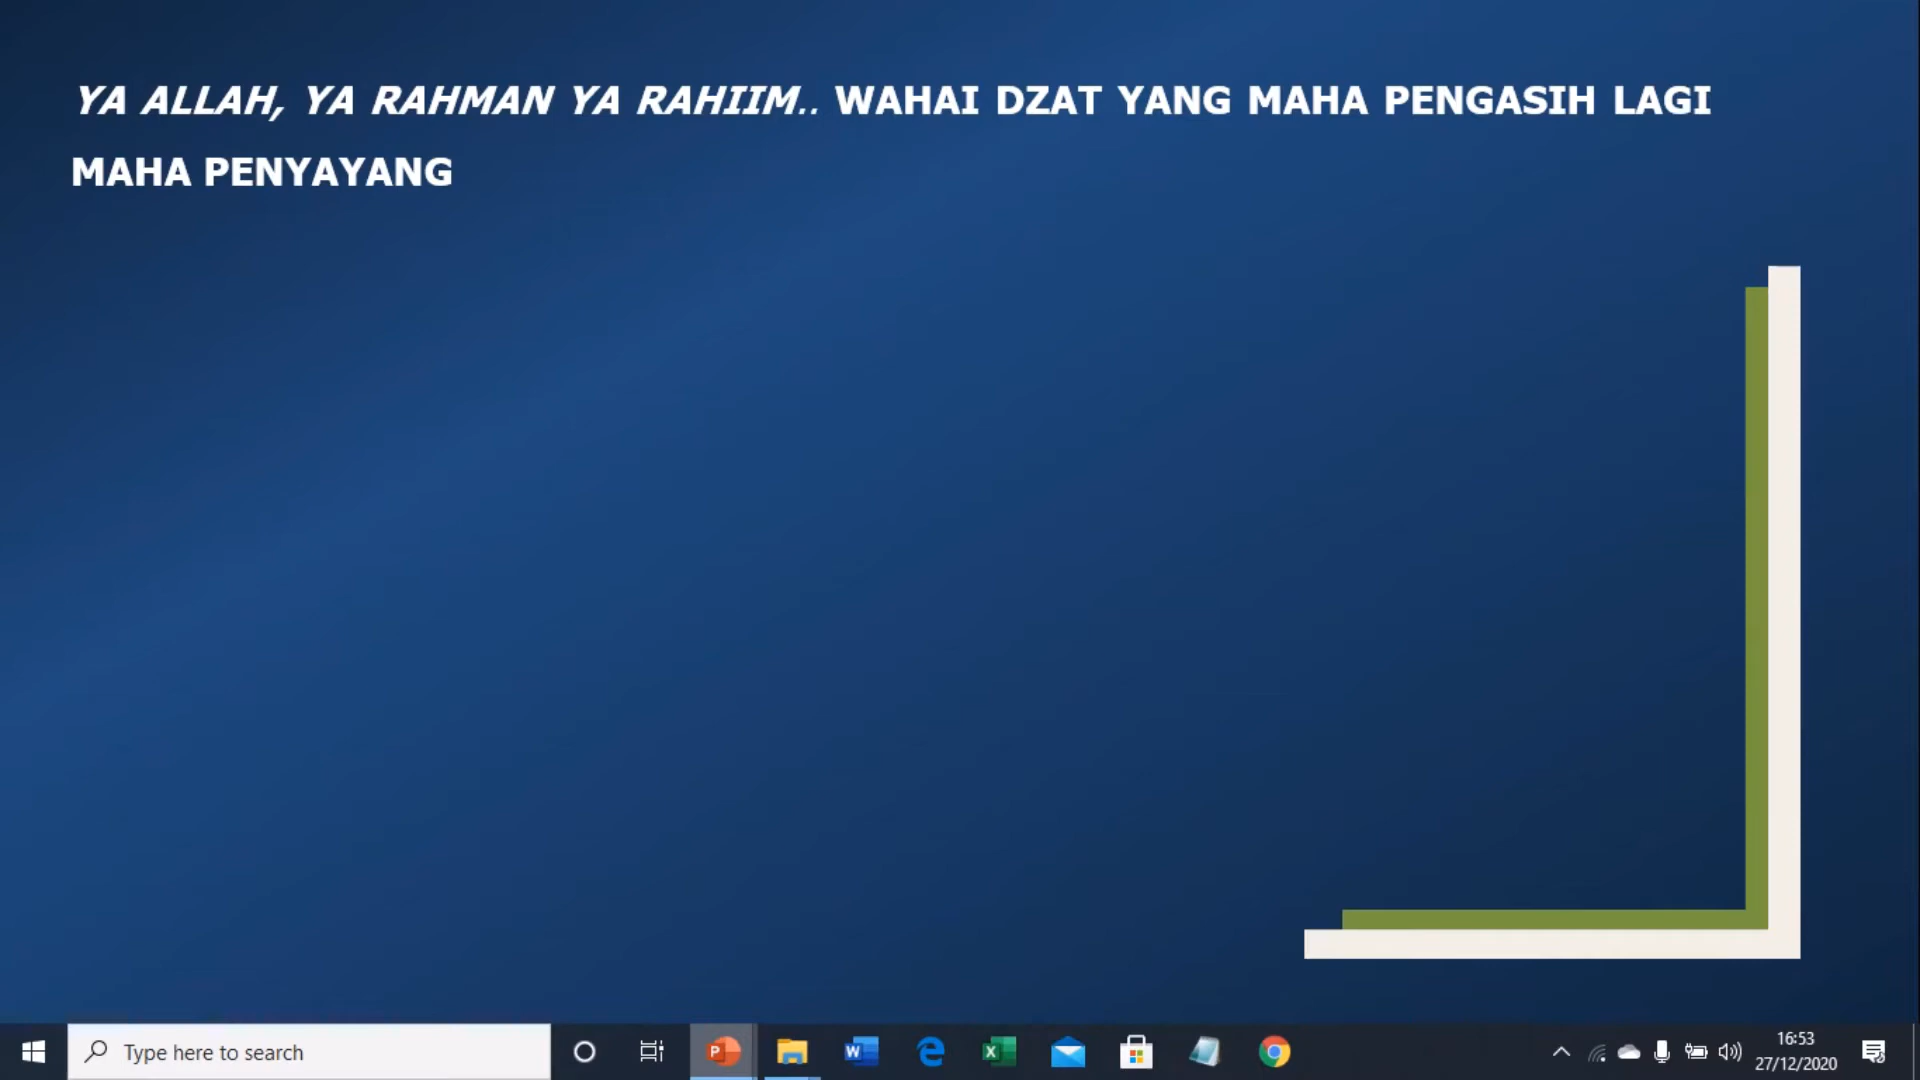 YA ALLAH, YA RAHMAN YA RAHIIM.. WAHAI DZAT YANG MAHA PENGASIH LAGI
MAHA PENYAYANG
Type here to search
16:53
27/12/2020